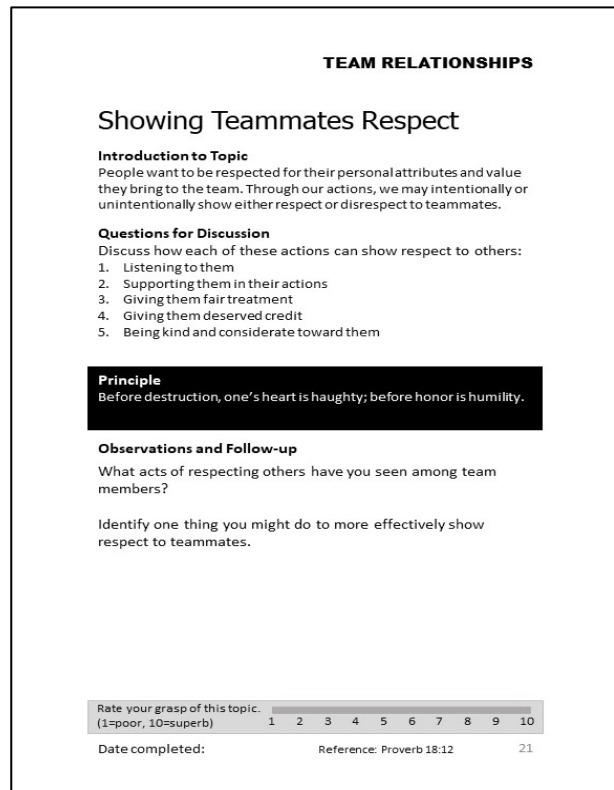 TEAM RELATIONSHIPS
Showing Teammates Respect
Introduction to Topic
People want to be respected for their personal attributes and value
they bring to the team. Through our actions, we may intentionally or
unintentionally show either respect or disrespect to teammates.
Questions for Discussion
Discuss how each of these actions can show respect to others:
1. Listening to them
2. Supporting them in their actions
3. Giving them fair treatment
4. Giving them deserved credit
5. Being kind and considerate toward them
Principle
Before destruction, one's heart is haughty; before honor is humility.
Observations and Follow-up
What acts of respecting others have you seen among team
members?
Identify one thing you might do to more effectively show
respect to teammates.
Rate your grasp of this topic.
(1=poor, 10=superb) 1 2 3 4 5 6 7 8 9 10
Date completed: Reference: Proverb 18:12 21